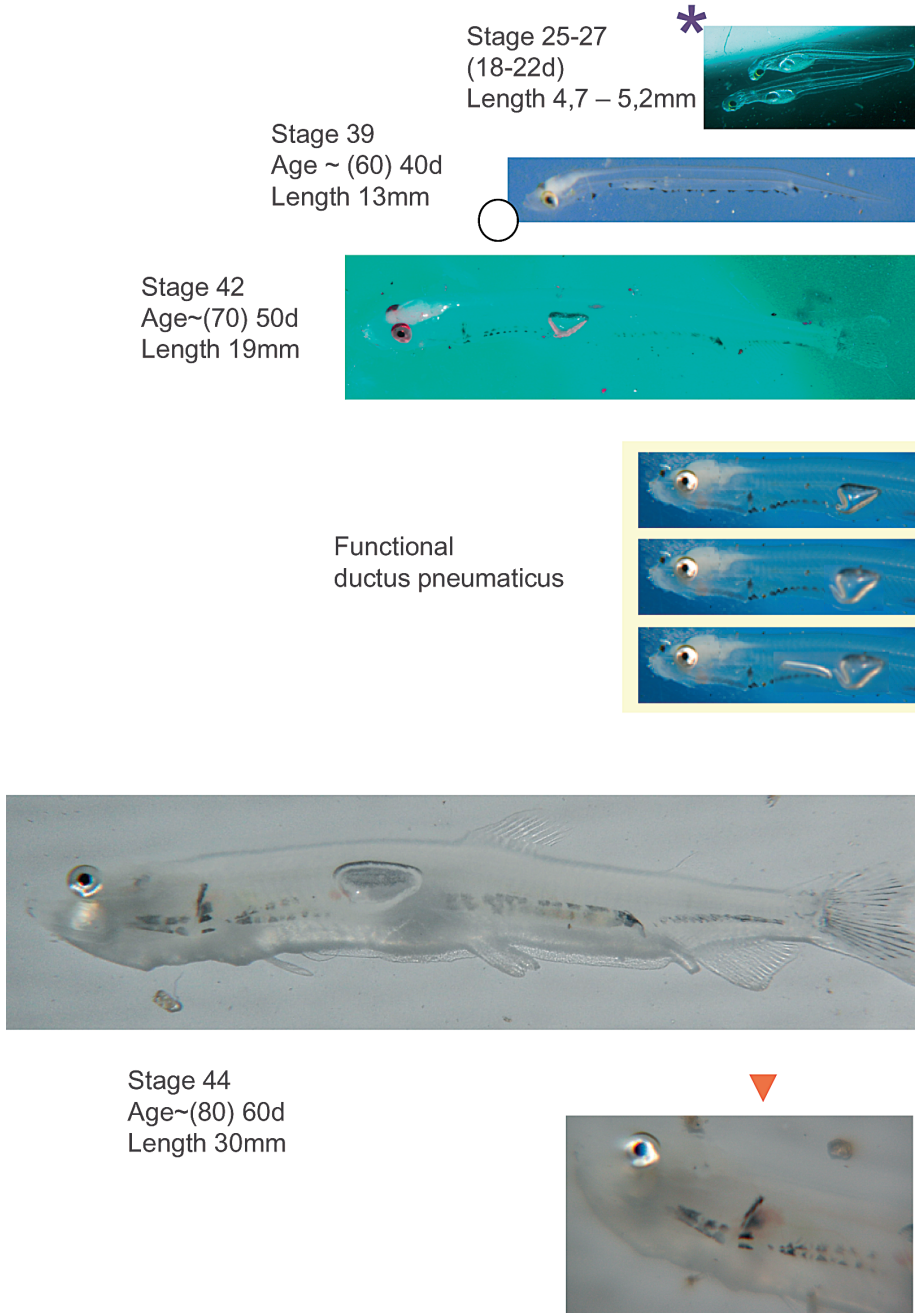 Stage 25-27
(18-22d)
Length 4,7 – 5,2mm
Stage 39
Age ~ (60) 40d
Length 13mm
Stage 42
Age~(70) 50d
Length 19mm
Functional
ductus pneumaticus
Stage 44
Age~(80) 60d
Length 30mm